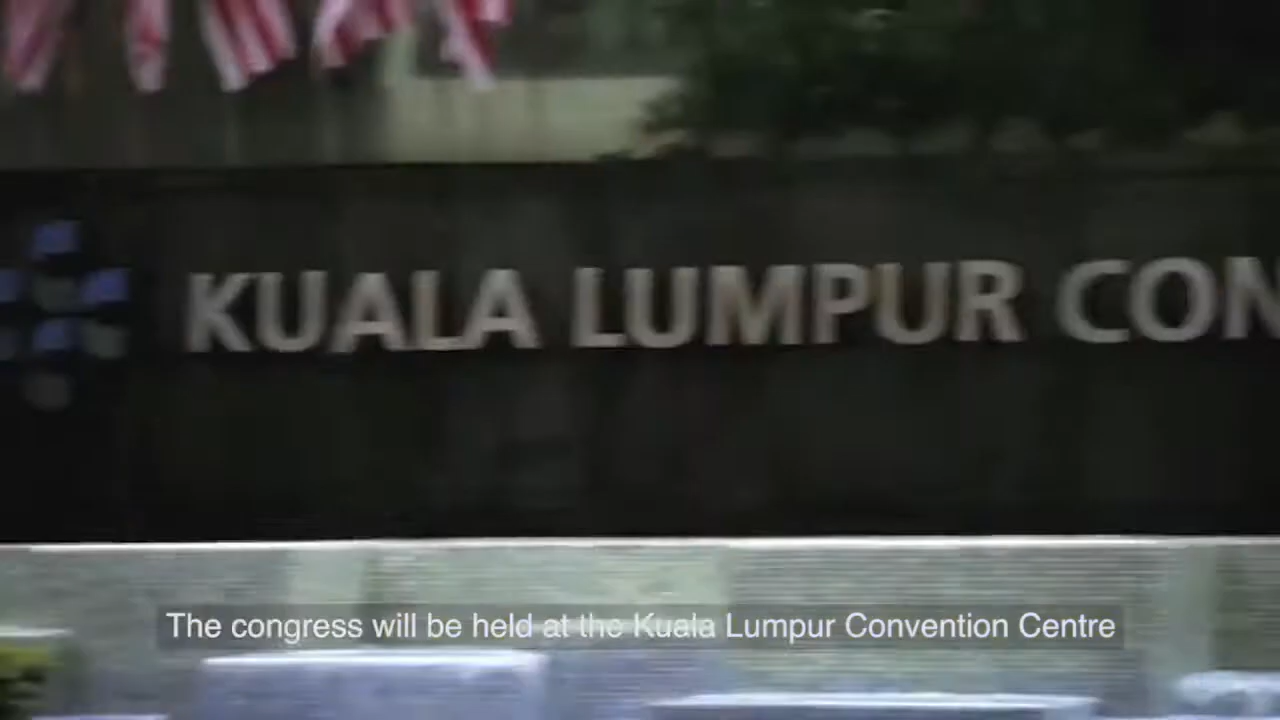 KUALA LUMPUR CON
The congress will be held at the Kuala Lumpur Convention Centre